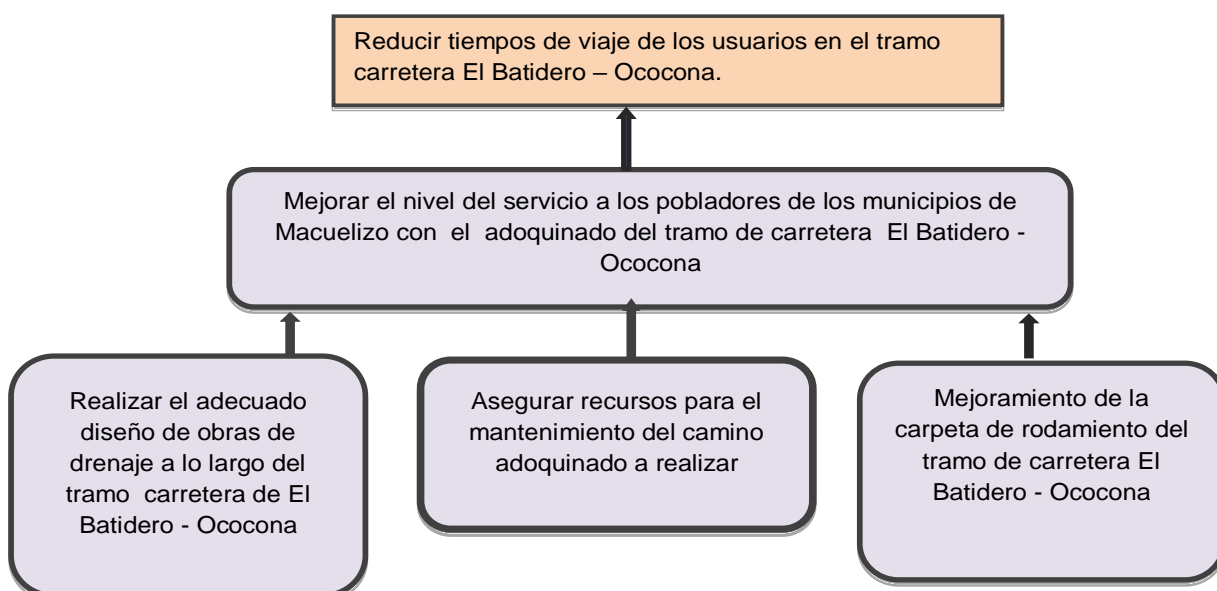 Reducir tiempos de viaje de los usuarios en el tramo
carretera El Batidero – Ococona.
Mejorar el nivel del servicio a los pobladores de los municipios de
Macuelizo con el adoquinado del tramo de carretera El Batidero -
Ococona
Realizar el adecuado
diseño de obras de
drenaje a lo largo del
tramo carretera de El
Batidero - Ococona
Asegurar recursos para el
mantenimiento del camino
adoquinado a realizar
Mejoramiento de la
carpeta de rodamiento del
tramo de carretera El
Batidero - Ococona